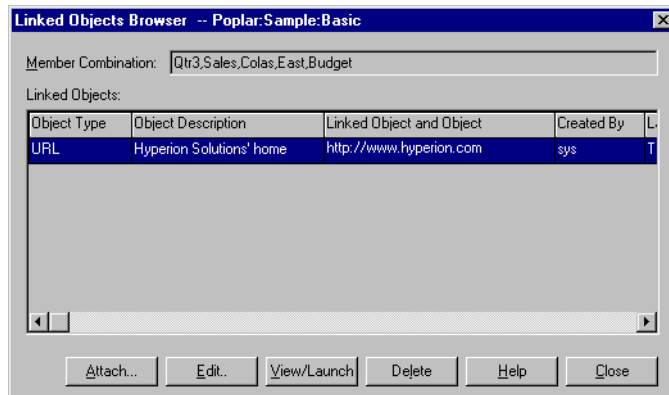 Linked Objects Browser -- Poplar:Sample:Basic
Member Combination: Qtr3,Sales,Colas,East,Budget
Linked Objects:
Object Type Object Description Linked Object and Object Created By
URL Hyperion Solutions' home http://www.hyperion.com sys
Attach... Edit.. View/Launch Delete Help Close